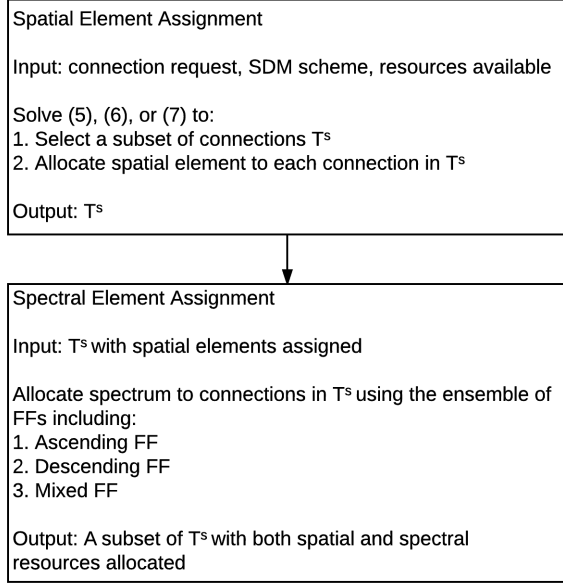 Spatial Element Assignment
Input: connection request, SDM scheme, resources available
Solve (5), (6), or (7) to:
1. Select a subset of connections Tˢ
2. Allocate spatial element to each connection in Tˢ
Output: Tˢ
Spectral Element Assignment
Input: Tˢ with spatial elements assigned
Allocate spectrum to connections in Tˢ using the ensemble of
FFs including:
1. Ascending FF
2. Descending FF
3. Mixed FF
Output: A subset of Tˢ with both spatial and spectral
resources allocated